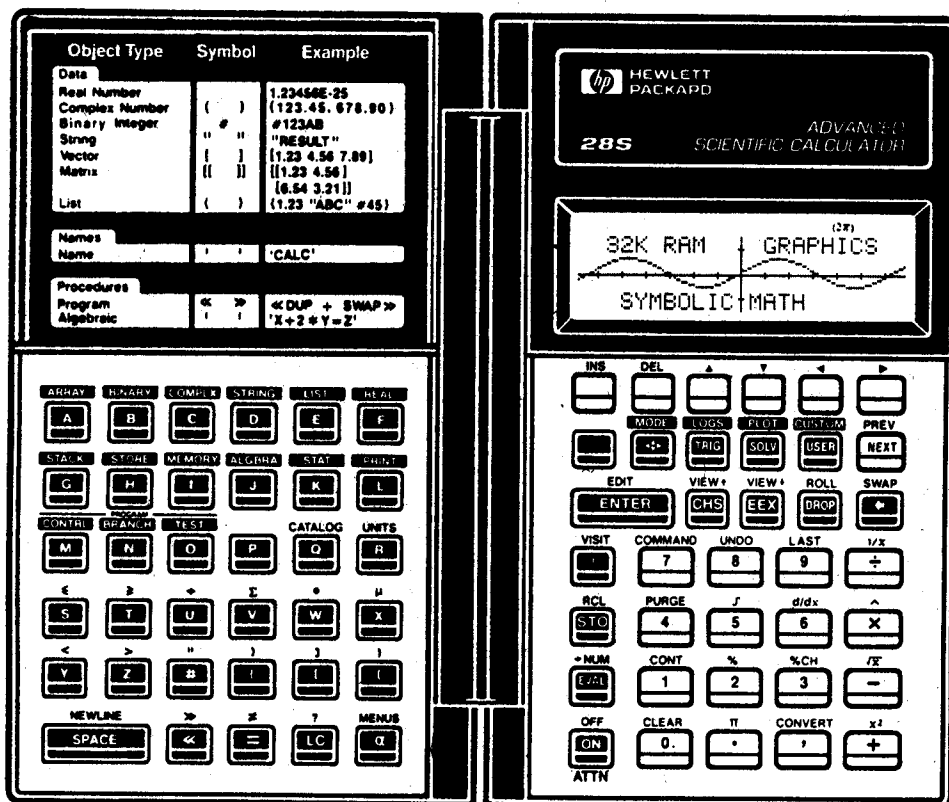 Object Type Symbol Example
Data
Real Number 1.23456E-25
Complex Number ( ) (123.45, 678.90)
Binary Integer # #123AB
String " " "RESULT"
Vector [ ] [1.23 4.56 7.89]
Matrix [[ ]] [[1.23 4.56]
[6.54 3.21]]
List { } {1.23 "ABC" #45}
Names
Name ' ' 'CALC'
Procedures
Program « » «DUP + SWAP»
Algebraic ' ' 'X+2*Y=Z'
ARRAY BINARY COMPLX STRING LIST REAL
A B C D E F
STACK STORE MEMORY ALGBRA STAT PRINT
G H I J K L
PROGRAM
CONTRL BRANCH TEST CATALOG UNITS
M N O P Q R
≤ ≥ → Σ ° μ
S T U V W X
< > " ) ] }
Y Z # ( [ {
NEWLINE » ≠ ? MENUS
SPACE « = LC α
hp HEWLETT
PACKARD
28S
ADVANCED
SCIENTIFIC CALCULATOR
(2π)
32K RAM GRAPHICS
SYMBOLIC MATH
INS DEL ▲ ▼ ◄ ►
MODE LOGS PLOT CUSTOM PREV
TRIG SOLV USER NEXT
EDIT VIEW↑ VIEW↓ ROLL SWAP
ENTER CHS EEX DROP
VISIT COMMAND UNDO LAST 1/x
' 7 8 9 ÷
RCL PURGE ∫ d/dx ^
STO 4 5 6 ×
→NUM CONT % %CH √x
EVAL 1 2 3 −
OFF CLEAR π CONVERT x²
ON 0. . , +
ATTN